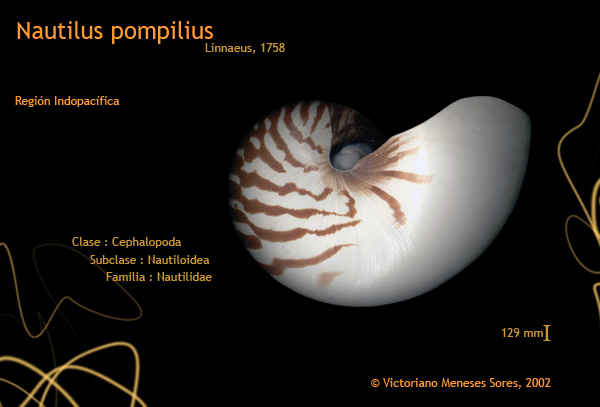 Nautilus pompilius
Linnaeus, 1758
Región Indopacífica
Clase : Cephalopoda
Subclase : Nautiloidea
Familia : Nautilidae
129 mm
© Victoriano Meneses Sores, 2002